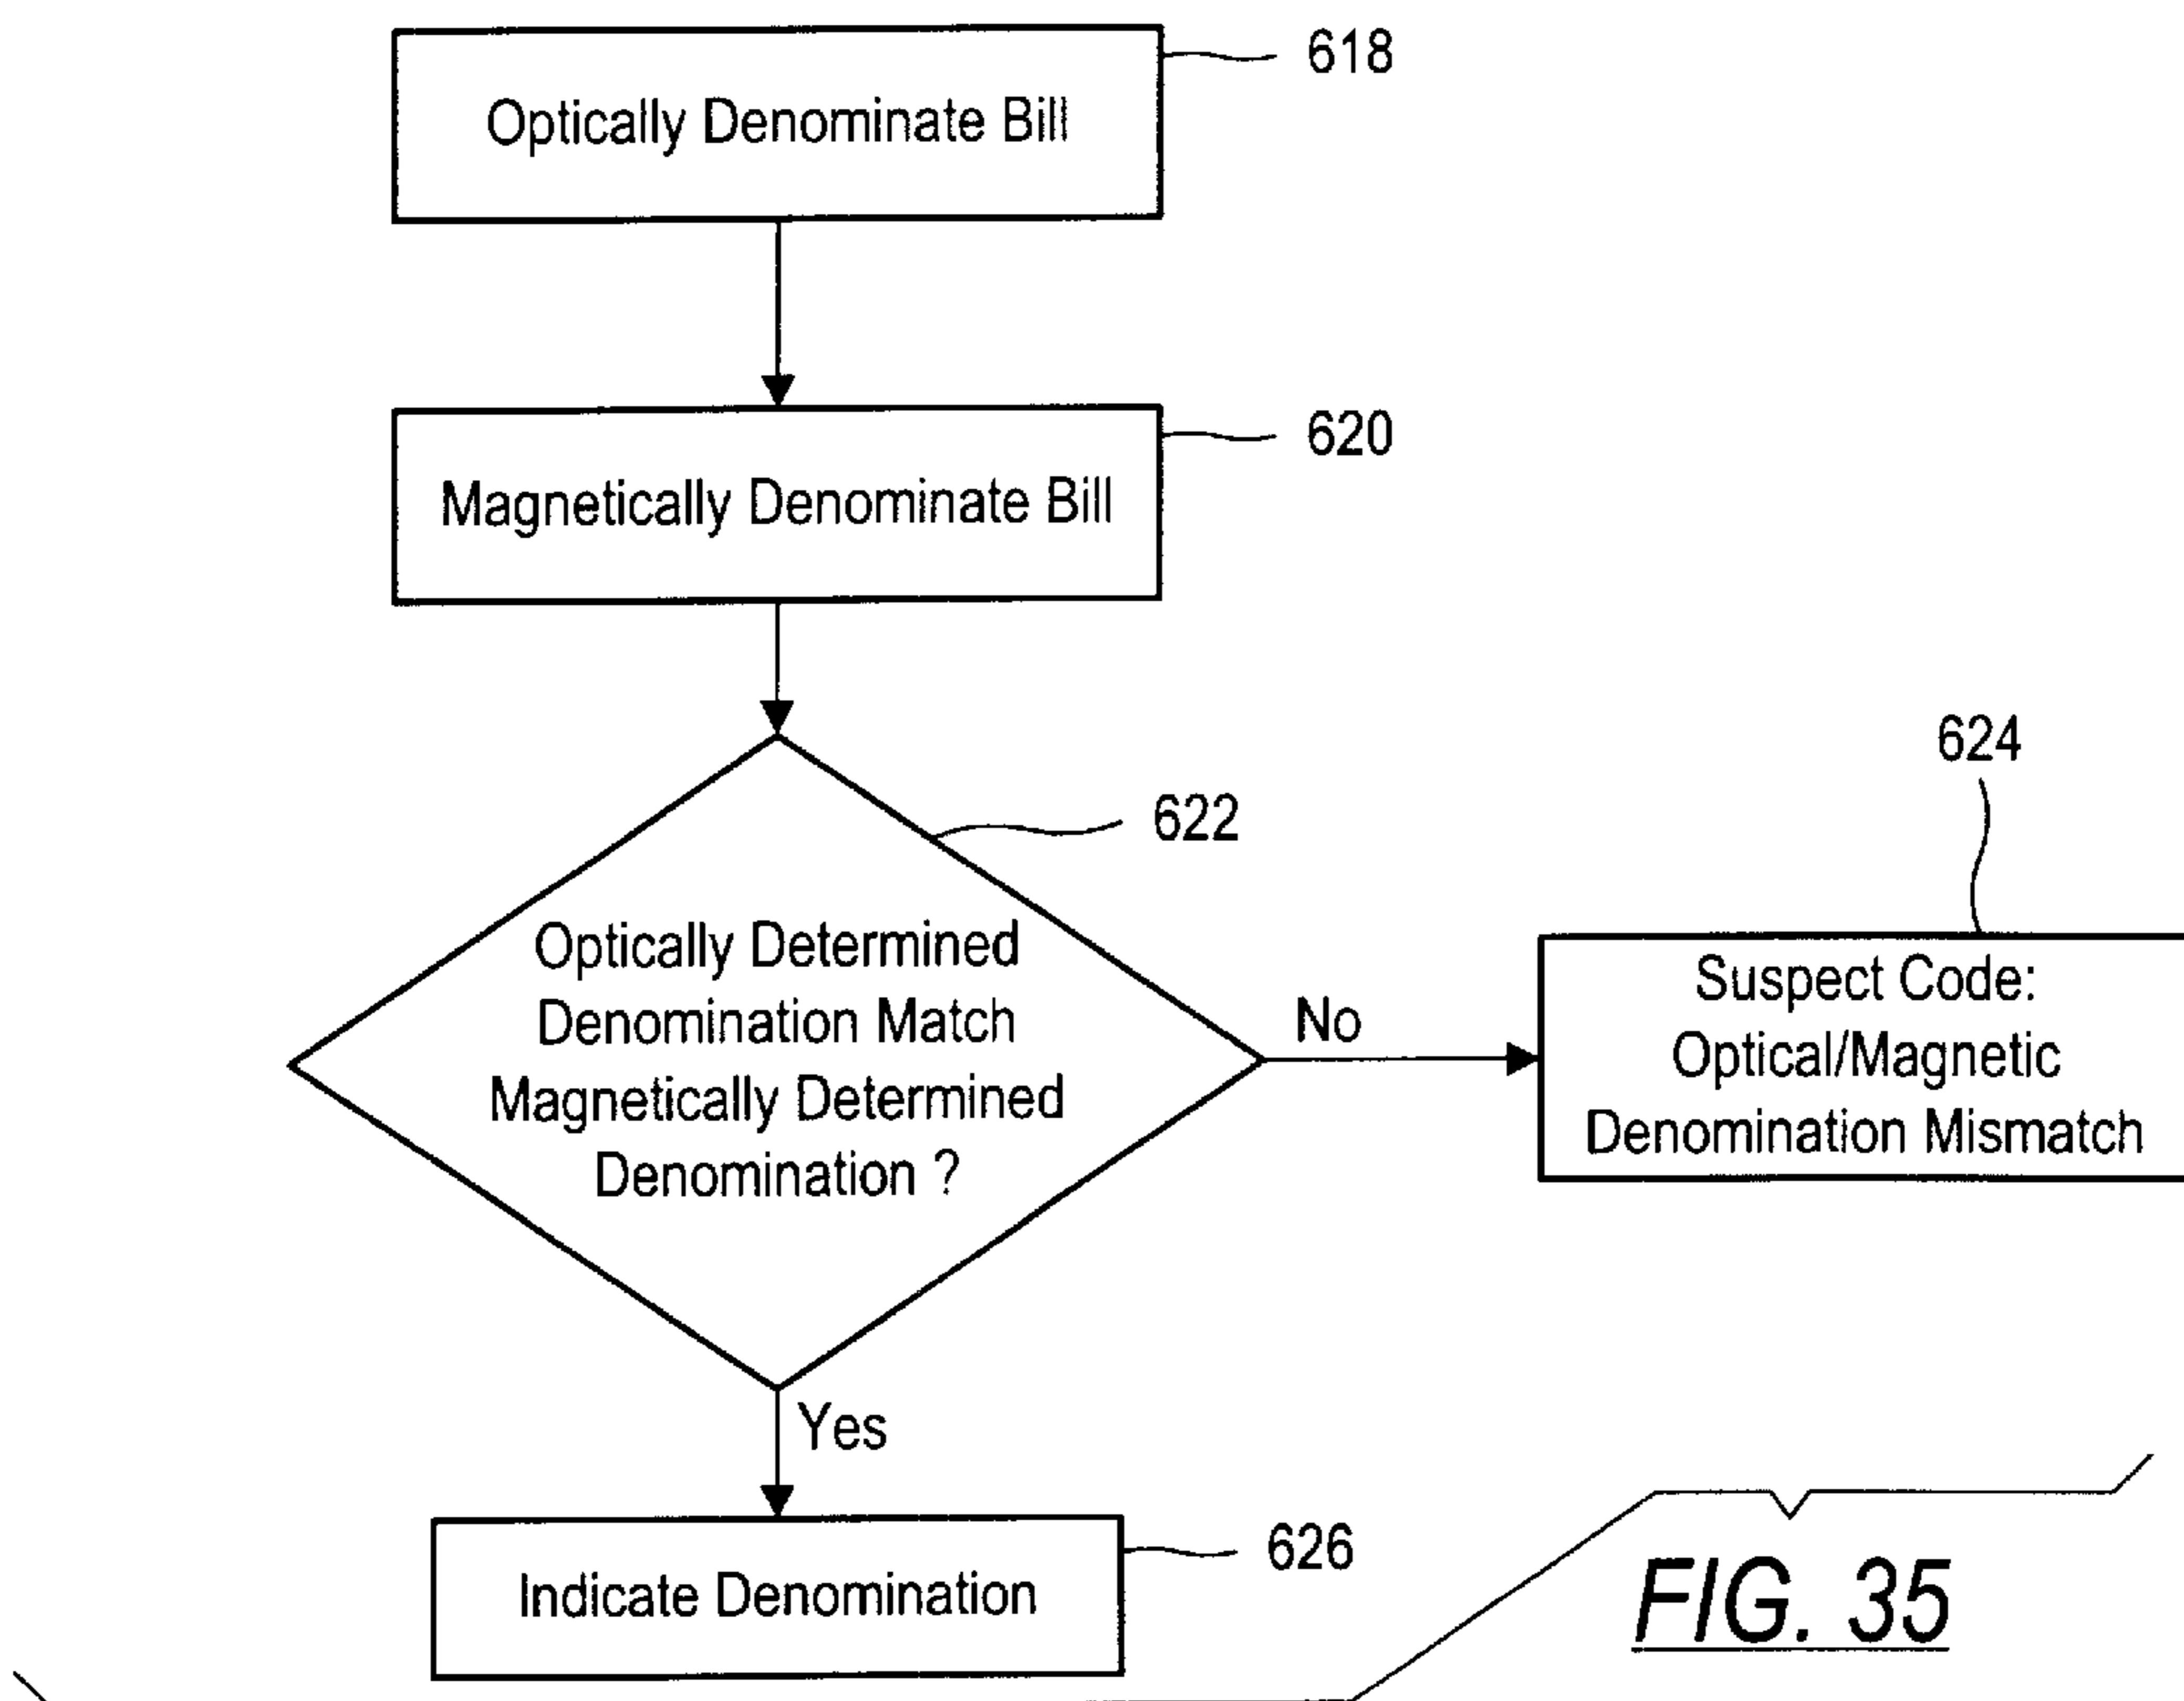 618
Optically Denominate Bill
620
Magnetically Denominate Bill
622
Optically Determined
Denomination Match
Magnetically Determined
Denomination ?
No
624
Suspect Code:
Optical/Magnetic
Denomination Mismatch
Yes
626
Indicate Denomination
FIG. 35